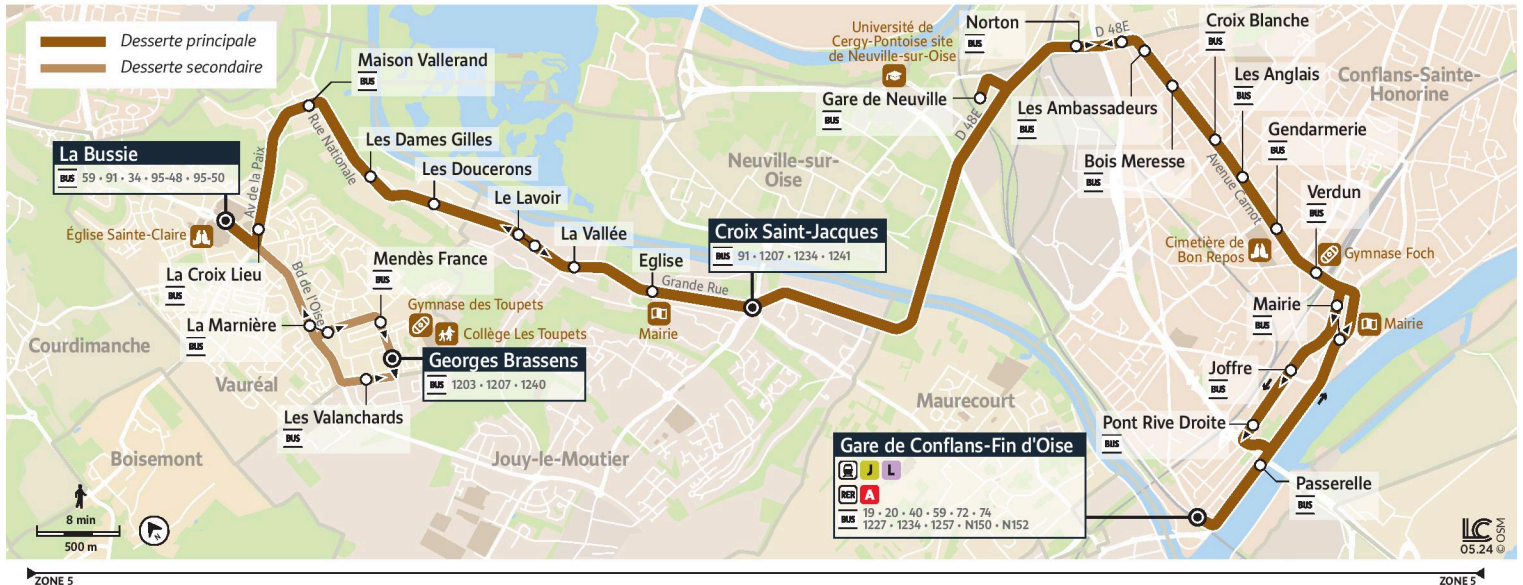 Desserte principale
Desserte secondaire
Maison Vallerand
BUS
La Bussie
BUS 59 • 91 • 34 • 95-48 • 95-50
Av de la Paix
Rue Nationale
Les Dames Gilles
BUS
Les Doucerons
BUS
Le Lavoir
BUS
La Vallée
BUS
Eglise
BUS
Grande Rue
Mairie
Croix Saint-Jacques
BUS 91 • 1207 • 1234 • 1241
Église Sainte-Claire
La Croix Lieu
BUS
Bd de l'Oise
Mendès France
BUS
Gymnase des Toupets
Collège Les Toupets
La Marnière
BUS
Georges Brassens
BUS 1203 • 1207 • 1240
Les Valanchards
BUS
Courdimanche
Vauréal
Boisemont
Jouy-le-Moutier
Neuville-sur-
Oise
Maurecourt
Université de
Cergy-Pontoise site
de Neuville-sur-Oise
Gare de Neuville
BUS
D 48E
Norton
BUS
D 48E
Les Ambassadeurs
BUS
Croix Blanche
BUS
Bois Meresse
BUS
Les Anglais
BUS
Conflans-Sainte-
Honorine
Gendarmerie
BUS
Avenue Carnot
Verdun
BUS
Cimetière de
Bon Repos
Gymnase Foch
Mairie
BUS
Mairie
Joffre
BUS
Pont Rive Droite
BUS
Passerelle
BUS
Gare de Conflans-Fin d'Oise
J L
RER A
BUS 19 • 20 • 40 • 59 • 72 • 74
1227 • 1234 • 1257 • N150 • N152
8 min
500 m
N
LC
05.24
© OSM
ZONE 5
ZONE 5